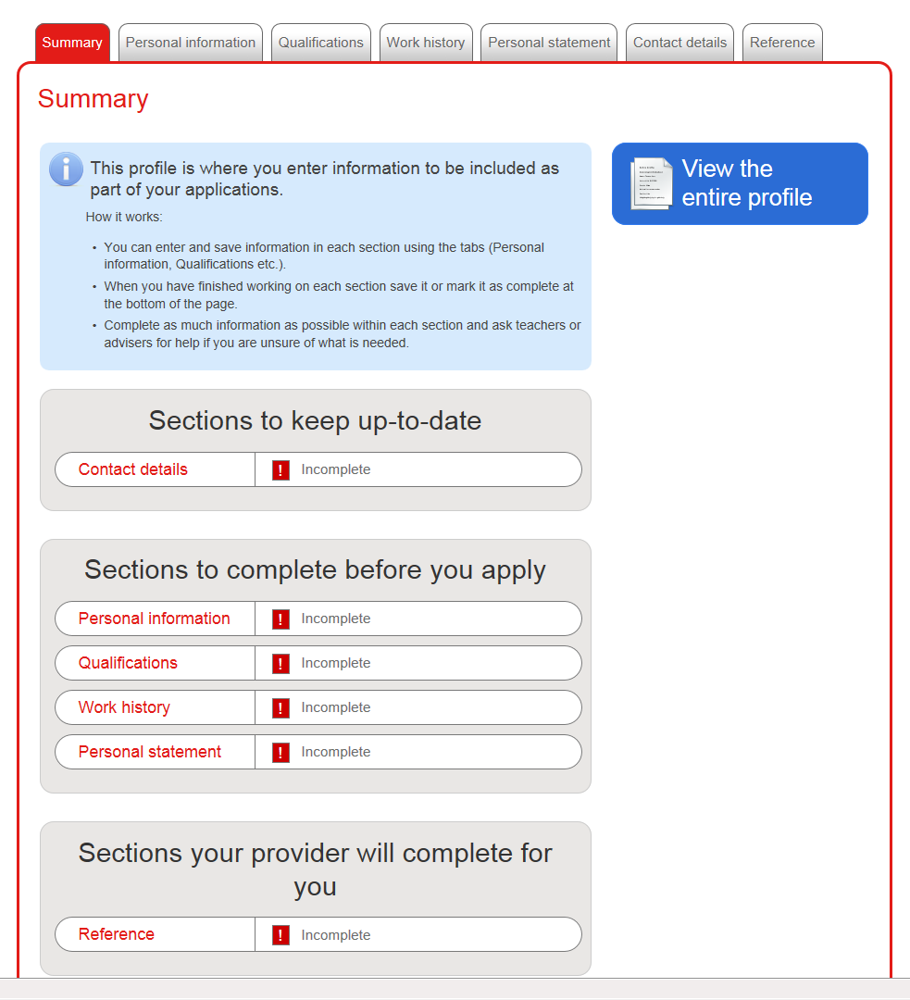 Summary Personal information Qualifications Work history Personal statement Contact details Reference
Summary
This profile is where you enter information to be included as
part of your applications.
How it works:
• You can enter and save information in each section using the tabs (Personal
information, Qualifications etc.).
• When you have finished working on each section save it or mark it as complete at
the bottom of the page.
• Complete as much information as possible within each section and ask teachers or
advisers for help if you are unsure of what is needed.
View the
entire profile
Sections to keep up-to-date
Contact details ! Incomplete
Sections to complete before you apply
Personal information ! Incomplete
Qualifications ! Incomplete
Work history ! Incomplete
Personal statement ! Incomplete
Sections your provider will complete for
you
Reference ! Incomplete